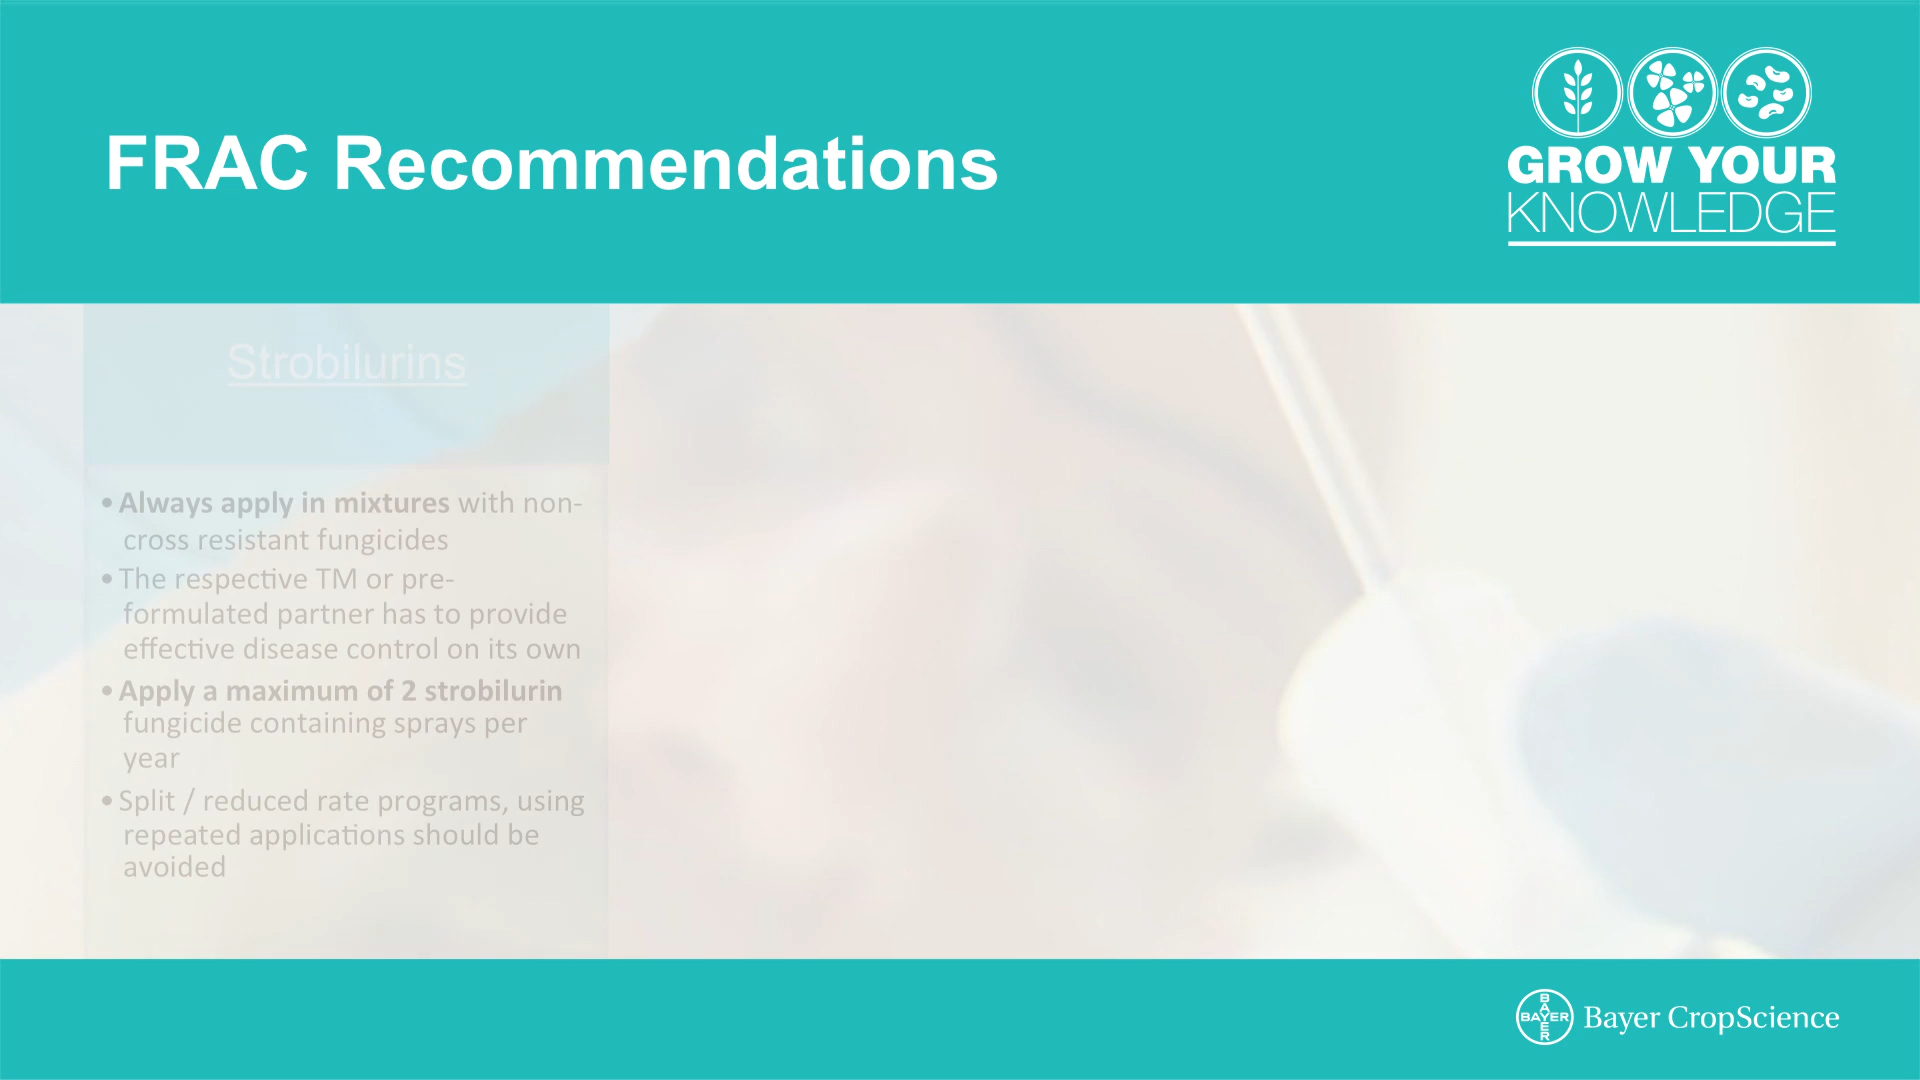 FRAC Recommendations
GROW YOUR
KNOWLEDGE
Strobilurins
• Always apply in mixtures with non-
cross resistant fungicides
• The respective TM or pre-
formulated partner has to provide
effective disease control on its own
• Apply a maximum of 2 strobilurin
fungicide containing sprays per
year
• Split / reduced rate programs, using
repeated applications should be
avoided
BAYER
BAYER
Bayer CropScience